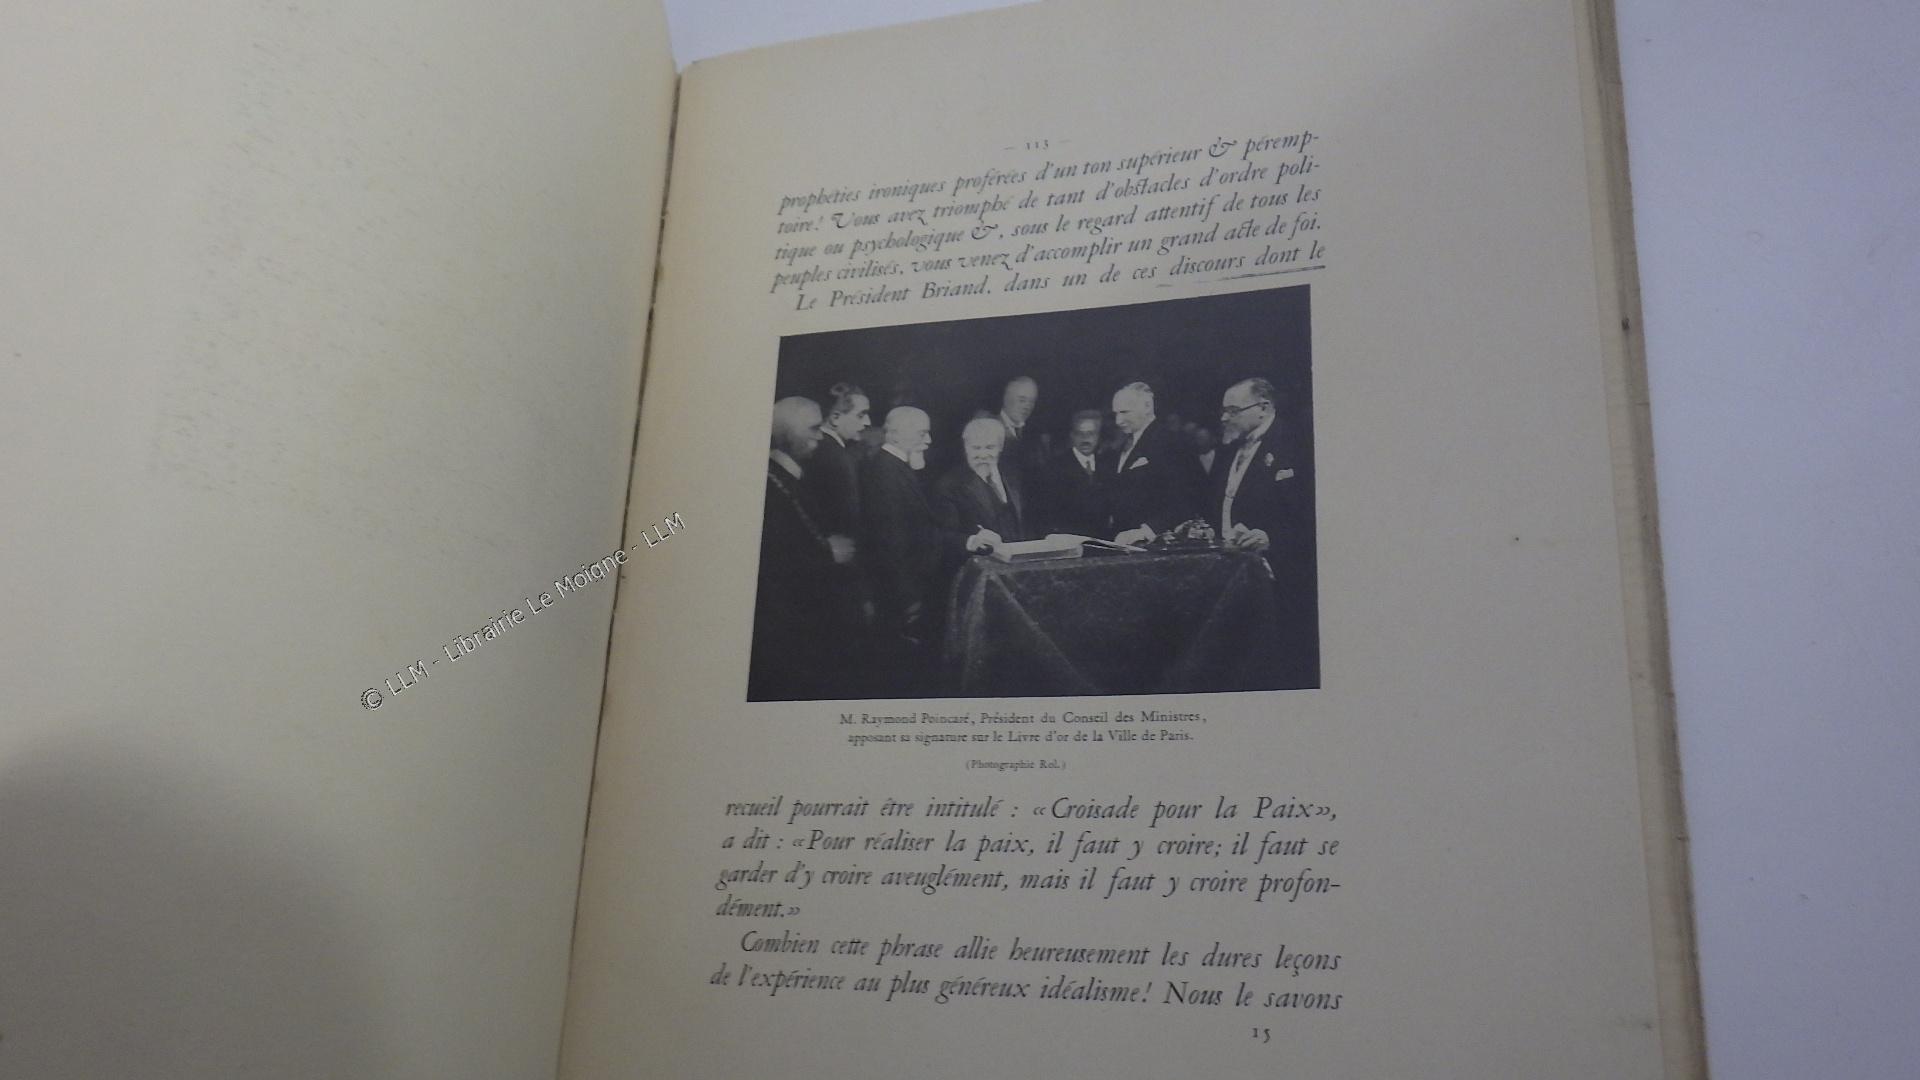 — 113 —
prophéties ironiques proférées d'un ton supérieur & péremp-
toire! Vous avez triomphé de tant d'obstacles d'ordre poli-
tique ou psychologique &, sous le regard attentif de tous les
peuples civilisés, vous venez d'accomplir un grand acte de foi.
Le Président Briand, dans un de ces discours dont le
M. Raymond Poincaré, Président du Conseil des Ministres,
apposant sa signature sur le Livre d'or de la Ville de Paris.
(Photographie Rol.)
recueil pourrait être intitulé : «Croisade pour la Paix»,
a dit : «Pour réaliser la paix, il faut y croire; il faut se
garder d'y croire aveuglément, mais il faut y croire profon-
dément.»
Combien cette phrase allie heureusement les dures leçons
de l'expérience au plus généreux idéalisme! Nous le savons
15
© LLM - Librairie Le Moigne - LLM